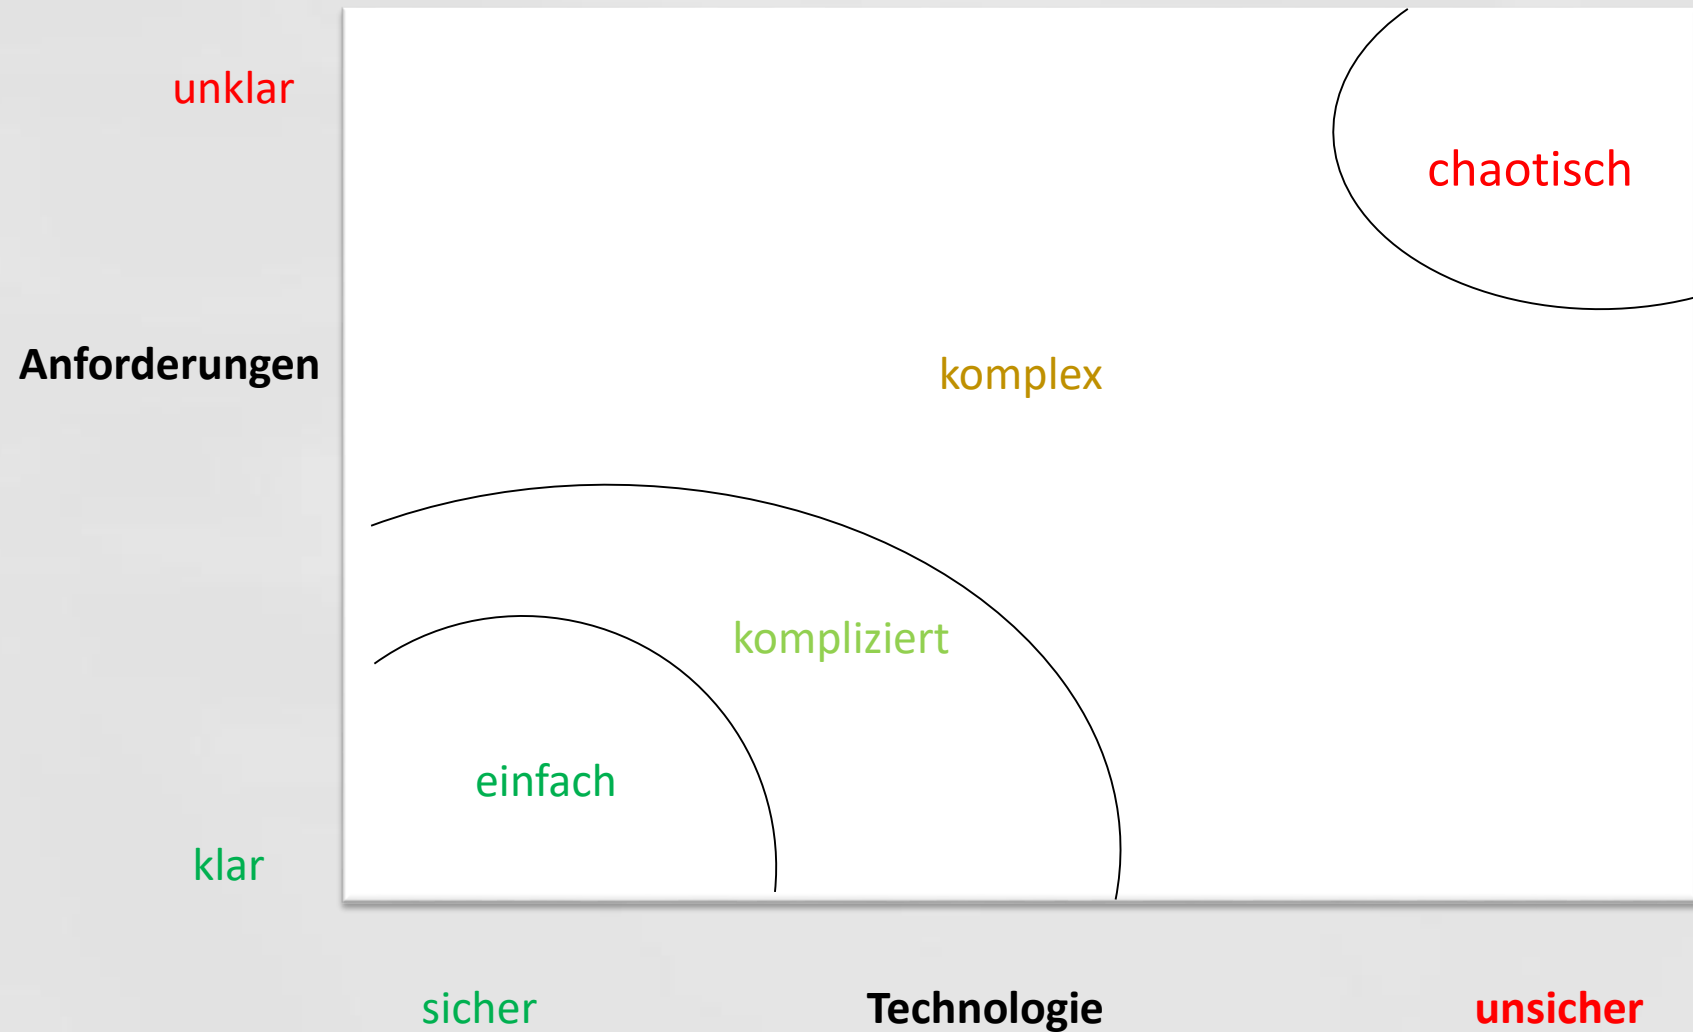 unklar
chaotisch
Anforderungen
komplex
kompliziert
einfach
klar
sicher
Technologie
unsicher